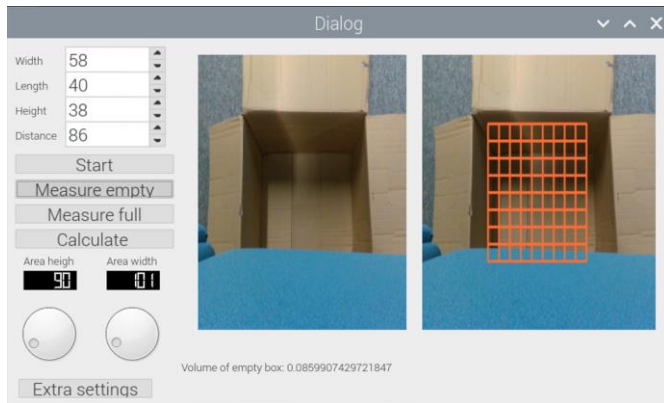 Dialog
Width 58
Length 40
Height 38
Distance 86
Start
Measure empty
Measure full
Calculate
Area heigh Area width
90 101
Extra settings
Volume of empty box: 0.0859907429721847